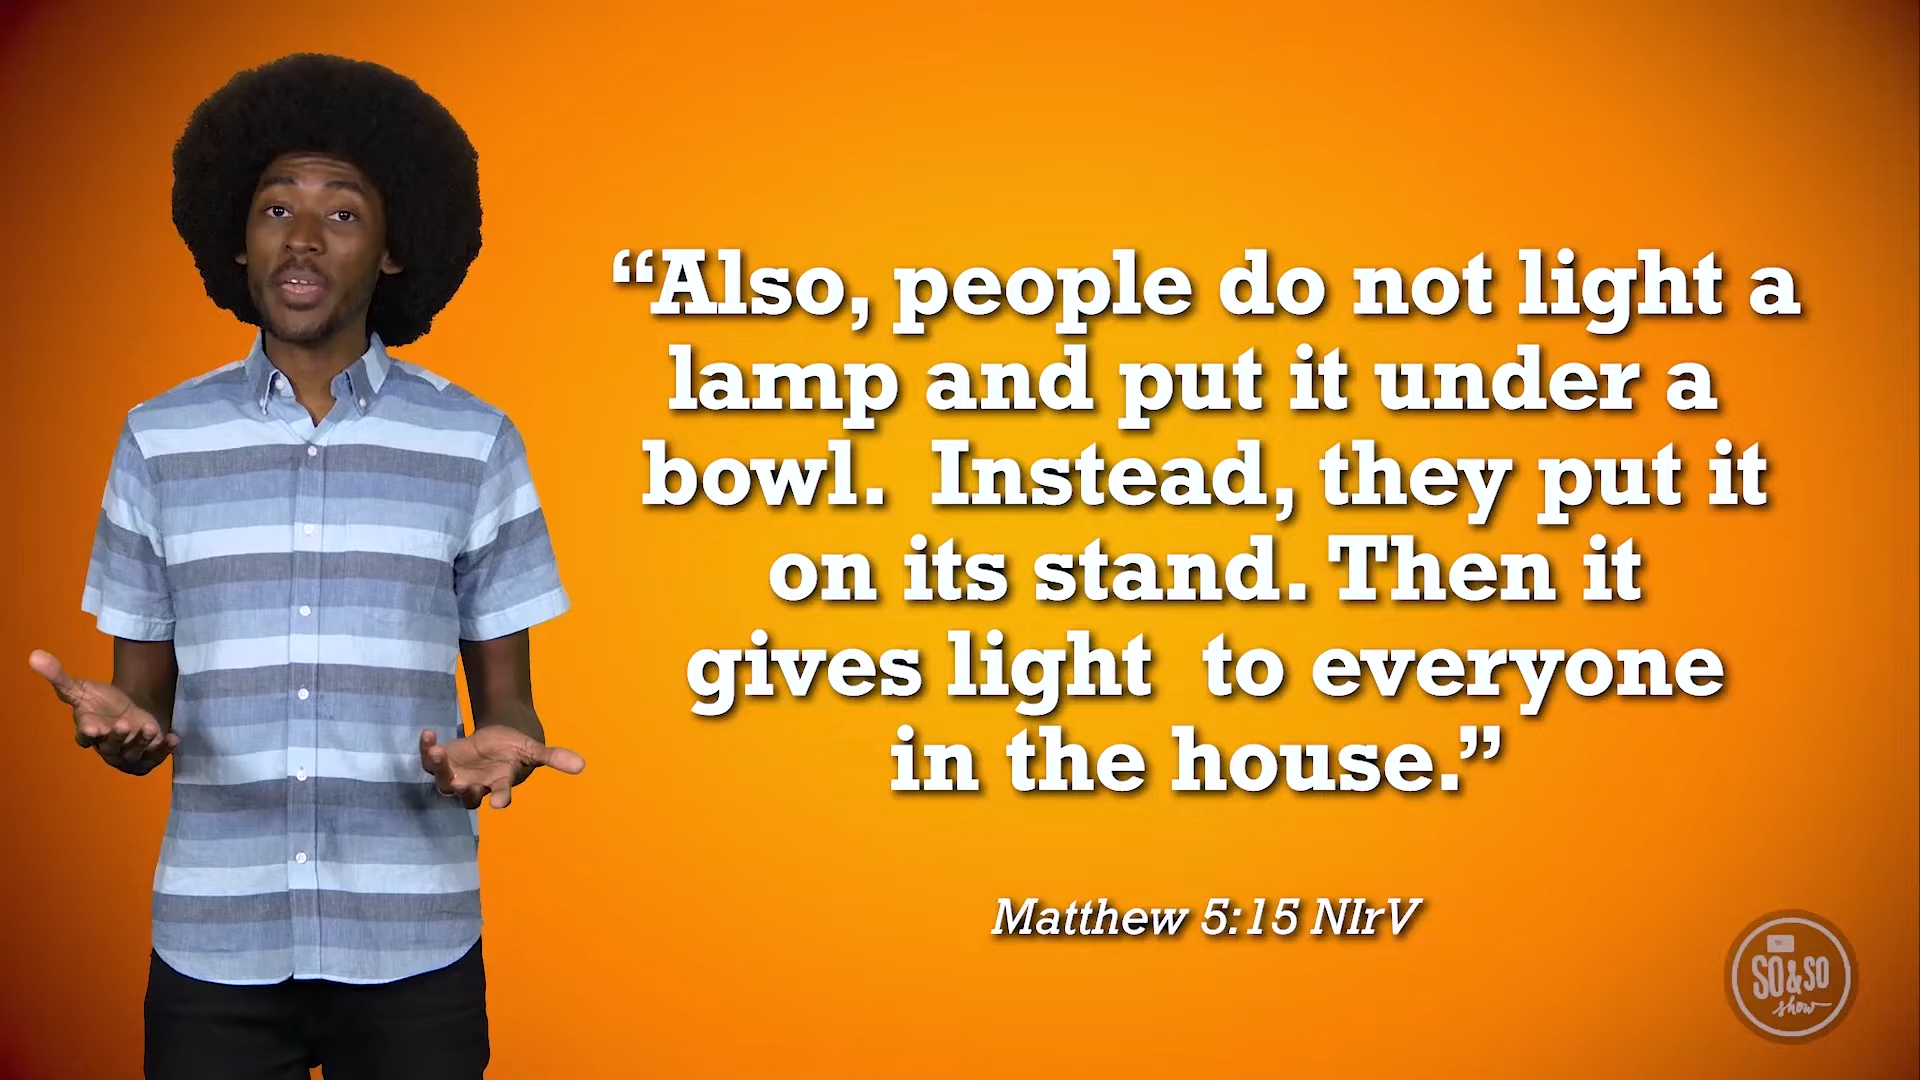 “Also, people do not light a
lamp and put it under a
bowl.  Instead, they put it
on its stand. Then it
gives light  to everyone
in the house.”
Matthew 5:15 NIrV
SO & SO
show